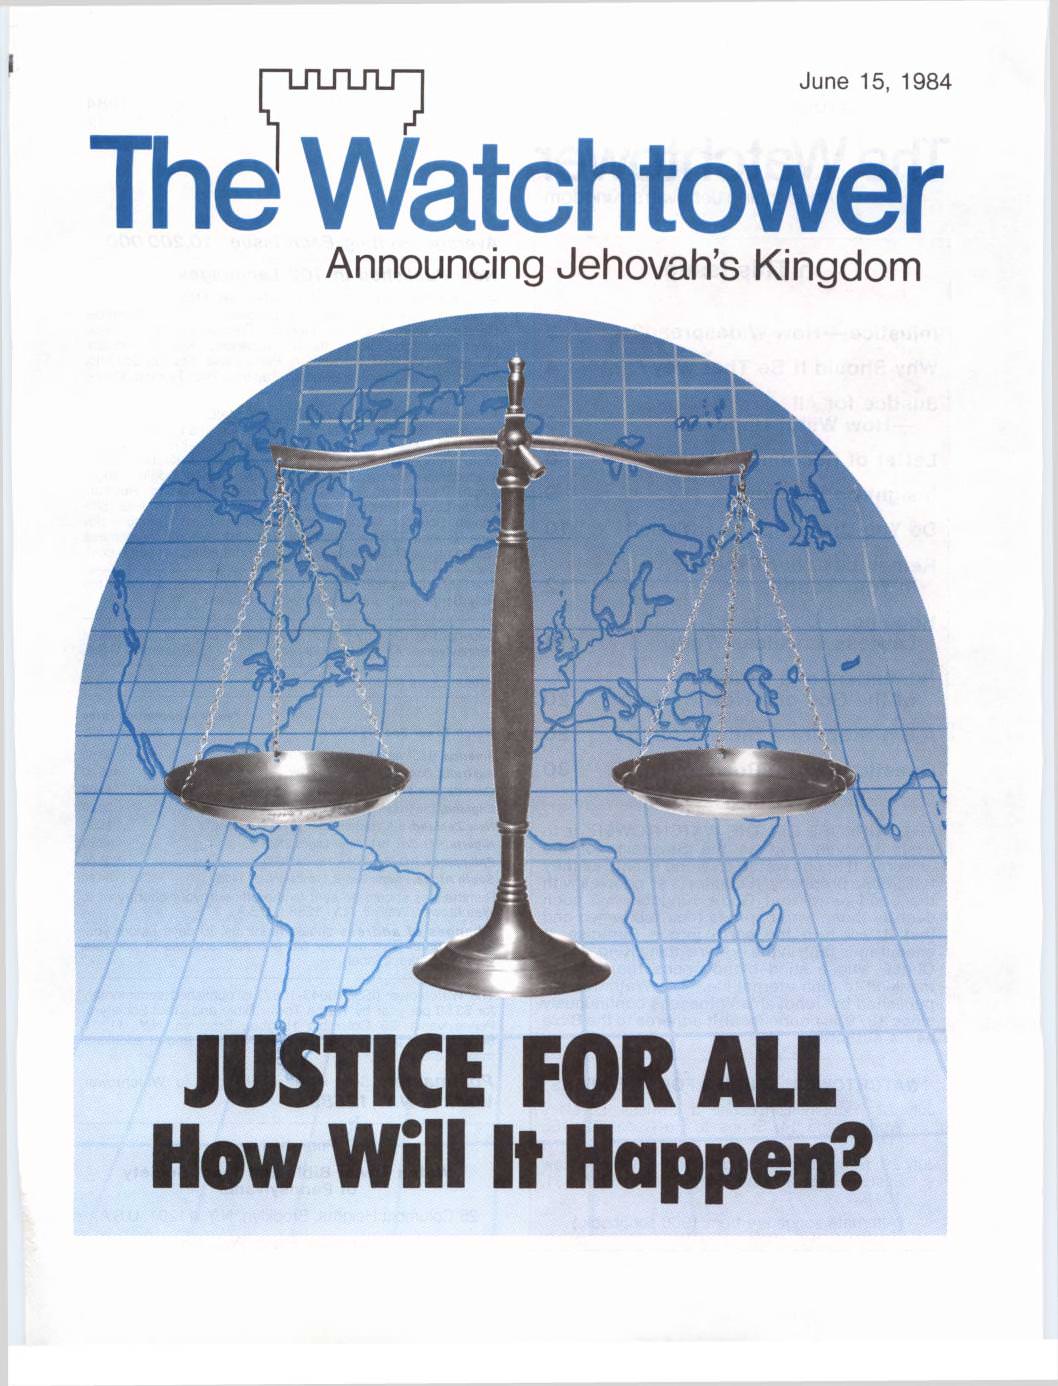 June 15, 1984
The Watchtower
Announcing Jehovah's Kingdom
JUSTICE FOR ALL
How Will It Happen?